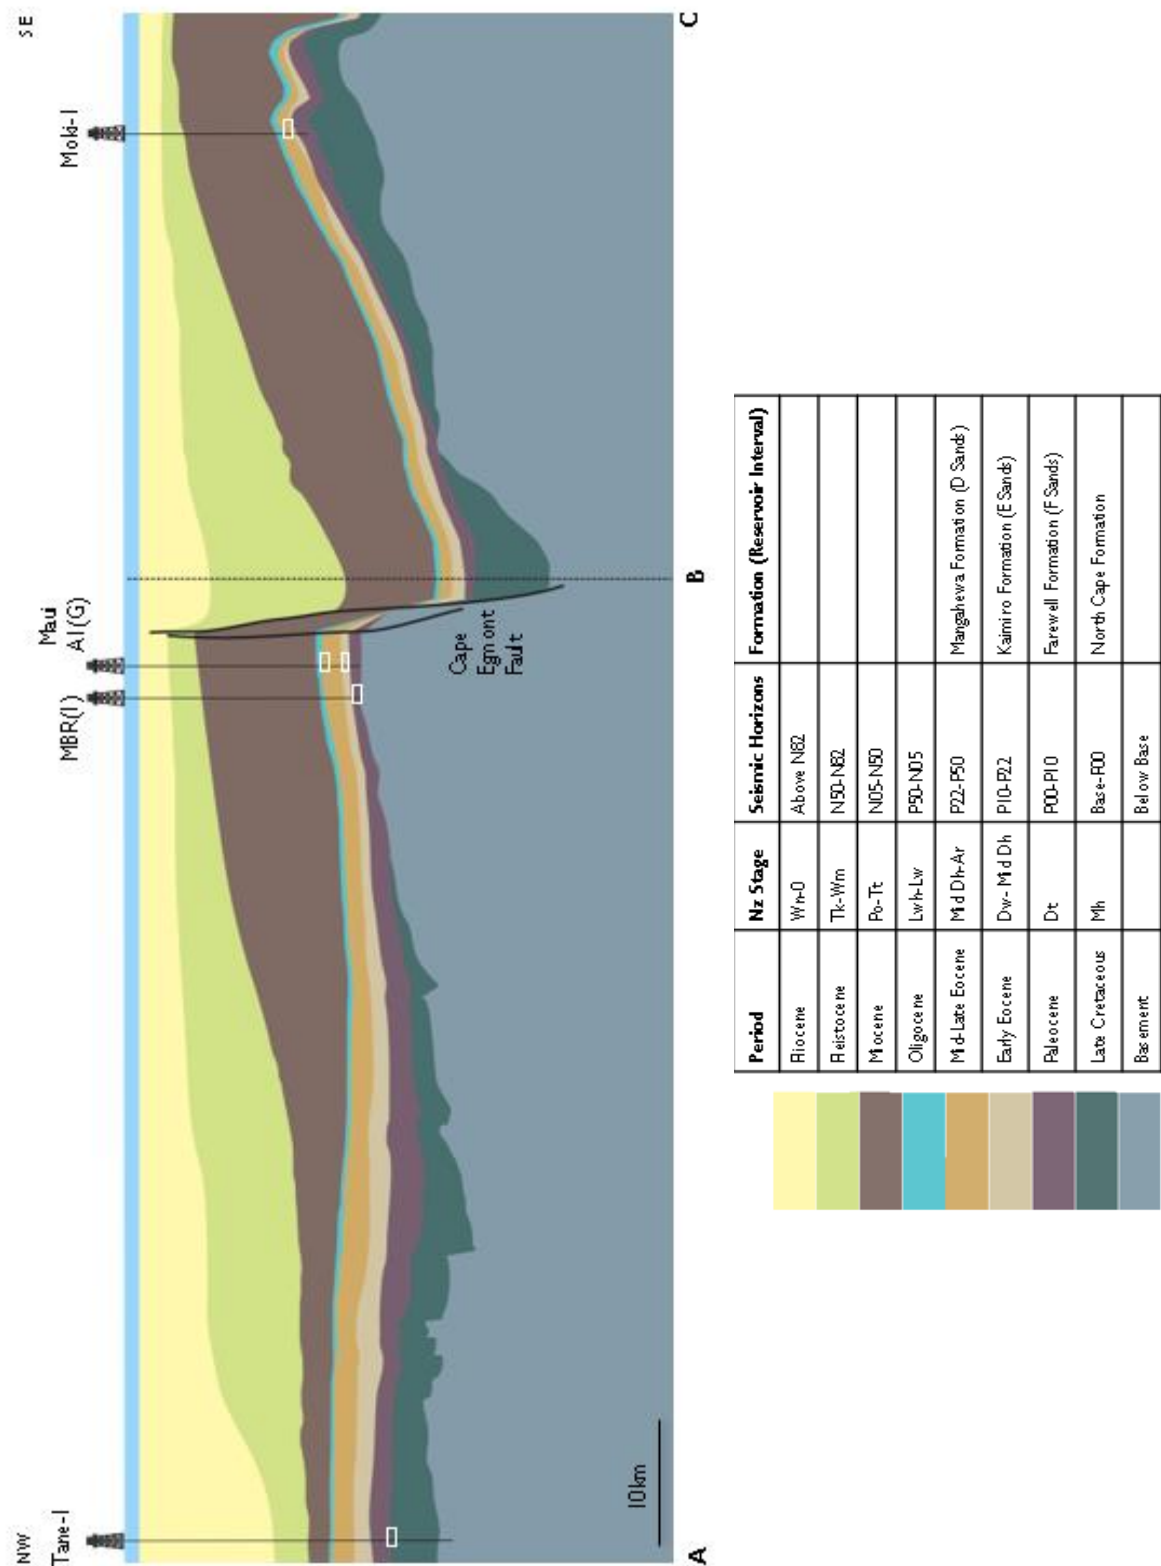 NW
SE
Tane-1
MBR(1)
Maui
A1(G)
Moki-1
Cape
Egmont
Fault
10km
A
B
C
Period Nz Stage Seismic Horizons Formation (Reservoir Interval)
Pliocene Wn-0 Above N82
Pleistocene Tk-Wm N50-N82
Miocene Po-Tt N05-N50
Oligocene Lwh-Lw P50-N05
Mid-Late Eocene Mid Dh-Ar P22-P50 Mangahewa Formation (D Sands)
Early Eocene Dw- Mid Dh P10-P22 Kaimiro Formation (E Sands)
Paleocene Dt P00-P10 Farewell Formation (F Sands)
Late Cretaceous Mh Base-P00 North Cape Formation
Basement Below Base